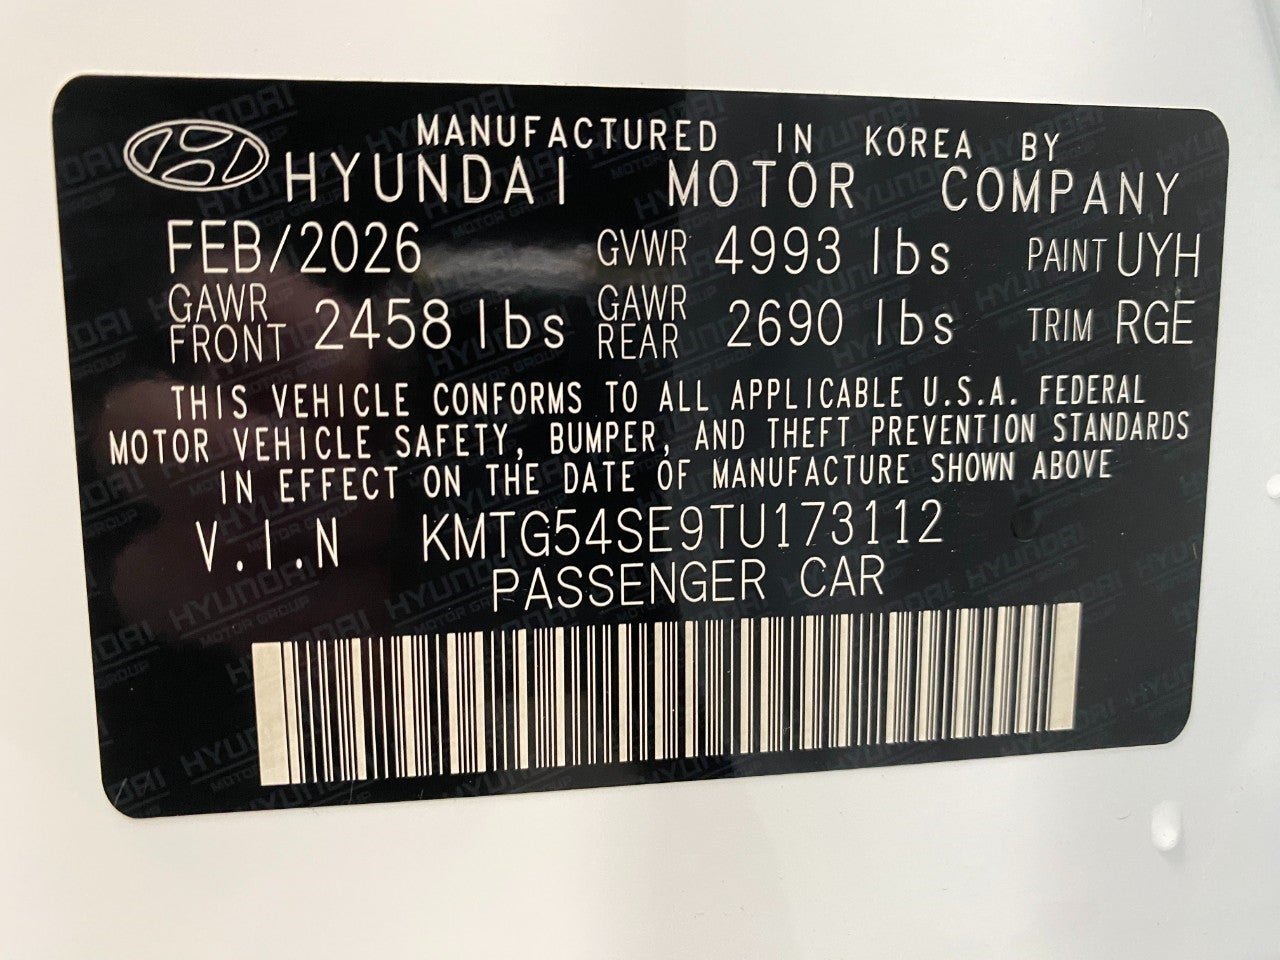 MANUFACTURED IN KOREA BY
HYUNDAI MOTOR COMPANY
FEB/2026 GVWR 4993 lbs PAINT UYH
GAWR FRONT 2458 lbs GAWR REAR 2690 lbs TRIM RGE
THIS VEHICLE CONFORMS TO ALL APPLICABLE U.S.A. FEDERAL
MOTOR VEHICLE SAFETY, BUMPER, AND THEFT PREVENTION STANDARDS
IN EFFECT ON THE DATE OF MANUFACTURE SHOWN ABOVE
V.I.N KMTG54SE9TU173112
PASSENGER CAR